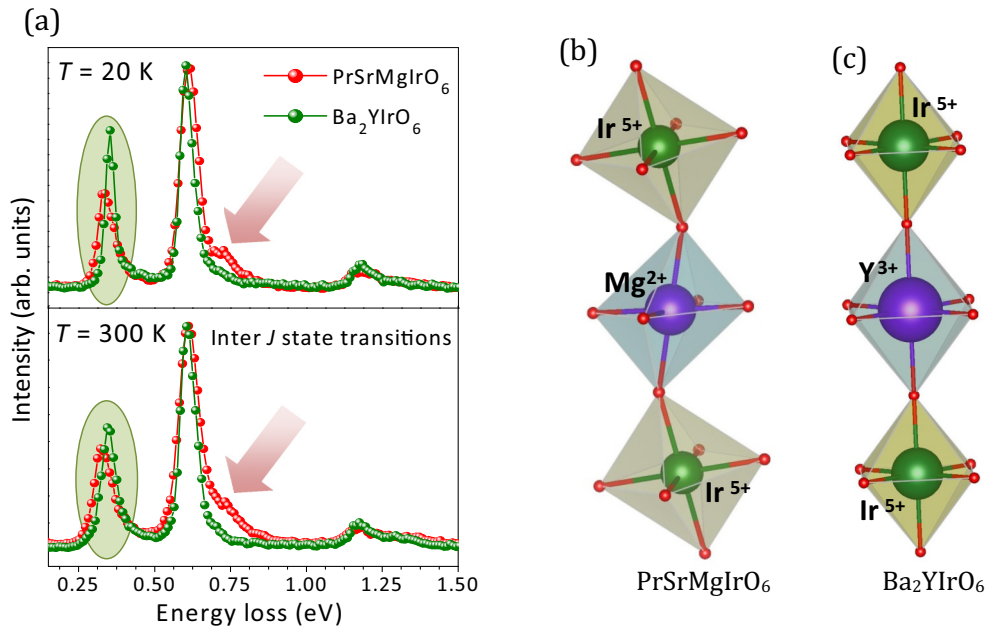 (a)
T = 20 K
PrSrMgIrO₆
Ba₂YIrO₆
T = 300 K
Inter J state transitions
Intensity (arb. units)
0.25 0.50 0.75 1.00 1.25 1.50
Energy loss (eV)
(b)
Ir ⁵⁺
Mg²⁺
Ir ⁵⁺
PrSrMgIrO₆
(c)
Ir ⁵⁺
Y³⁺
Ir ⁵⁺
Ba₂YIrO₆